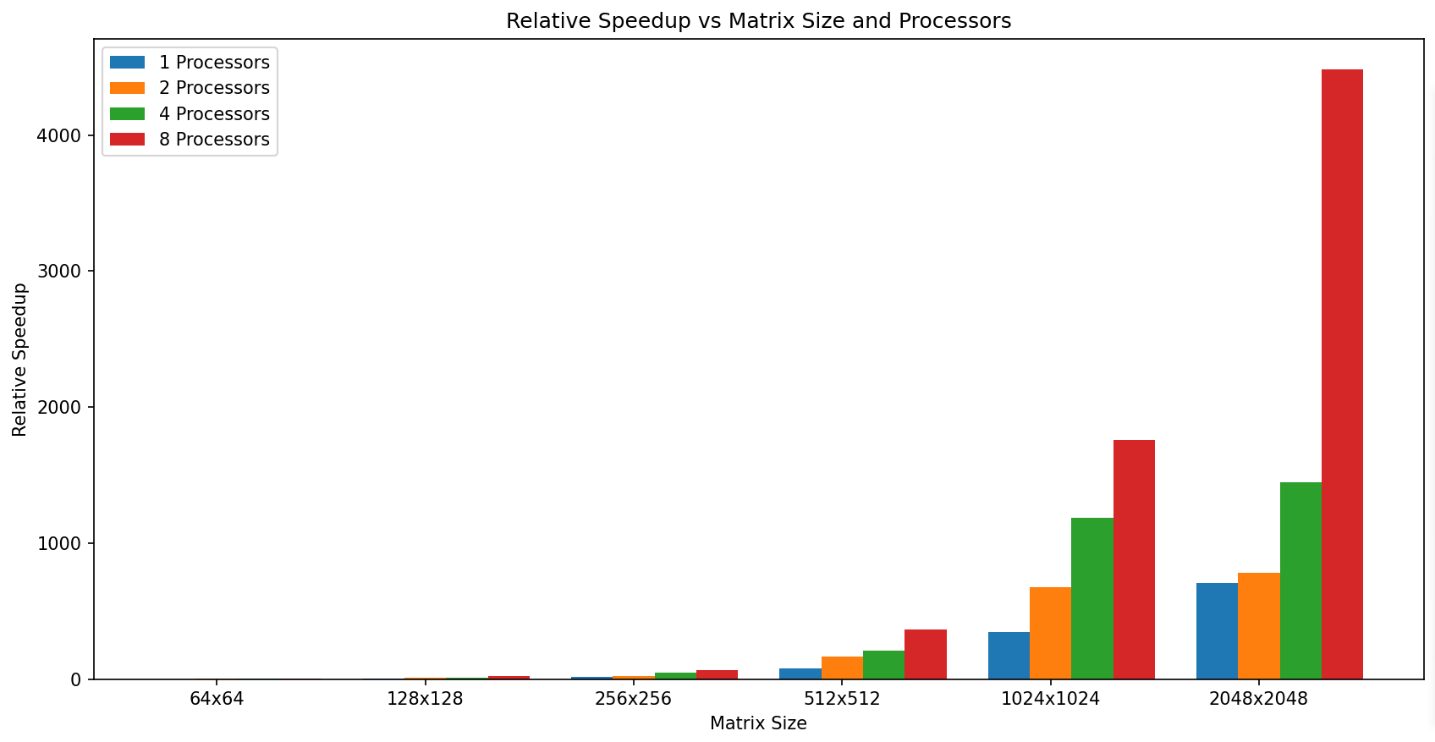 Relative Speedup vs Matrix Size and Processors
1 Processors
2 Processors
4 Processors
8 Processors
Relative Speedup
4000
3000
2000
1000
0
64x64
128x128
256x256
512x512
1024x1024
2048x2048
Matrix Size